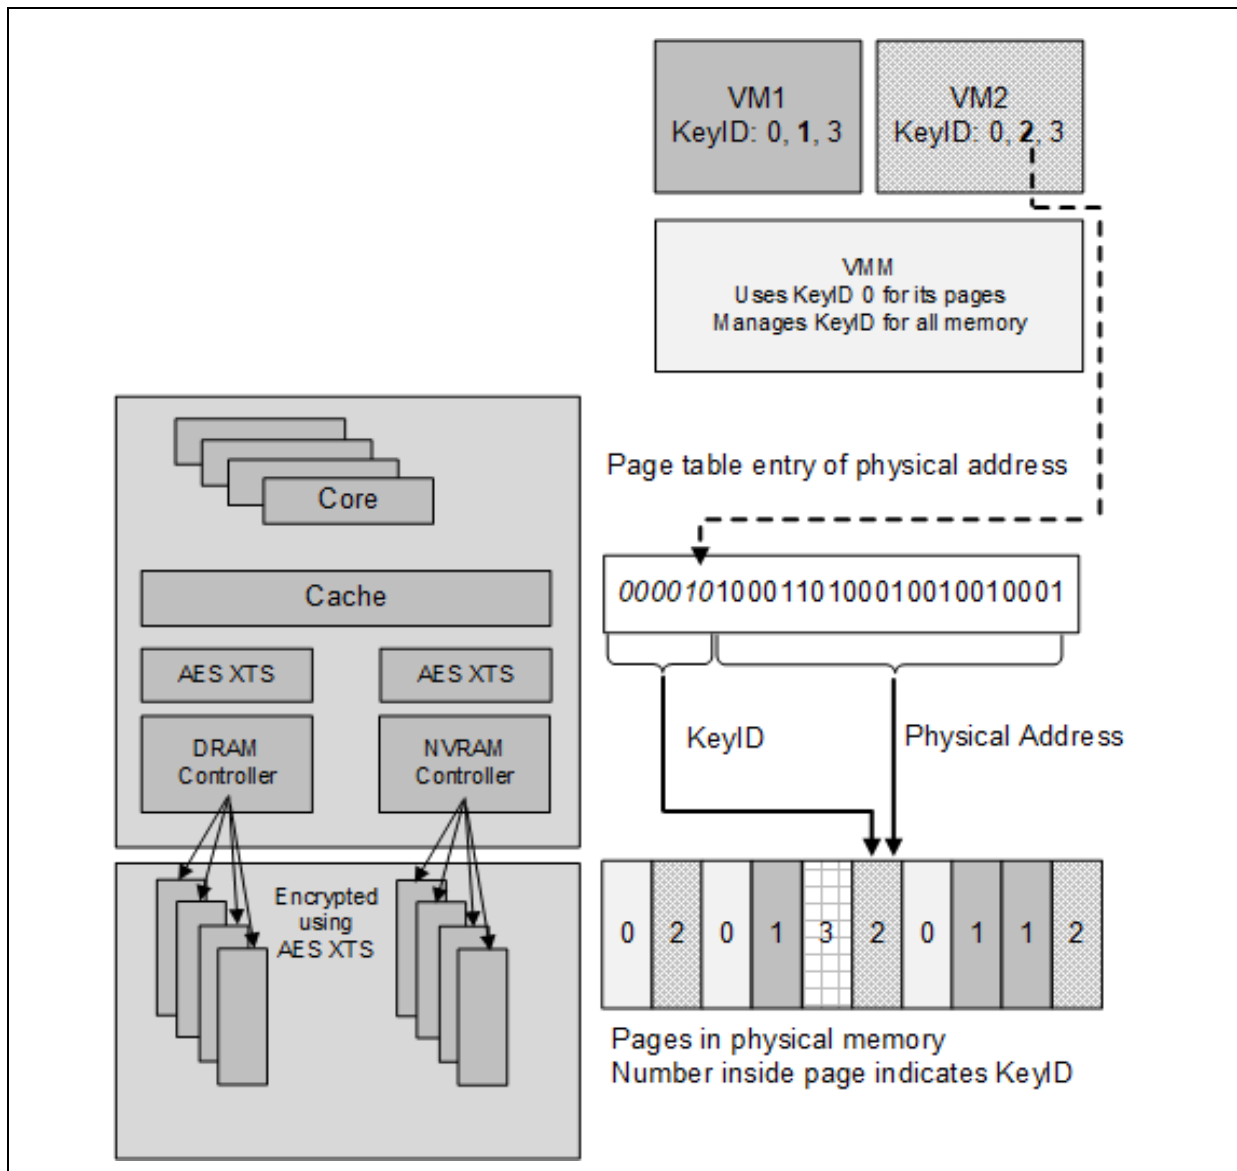 VM1
KeyID: 0, 1, 3
VM2
KeyID: 0, 2, 3
VMM
Uses KeyID 0 for its pages
Manages KeyID for all memory
Page table entry of physical address
Core
Cache
AES XTS
AES XTS
DRAM
Controller
NVRAM
Controller
00001010001101000100100100001
KeyID
Physical Address
Encrypted
using
AES XTS
0 2 0 1 3 2 0 1 1 2
Pages in physical memory
Number inside page indicates KeyID